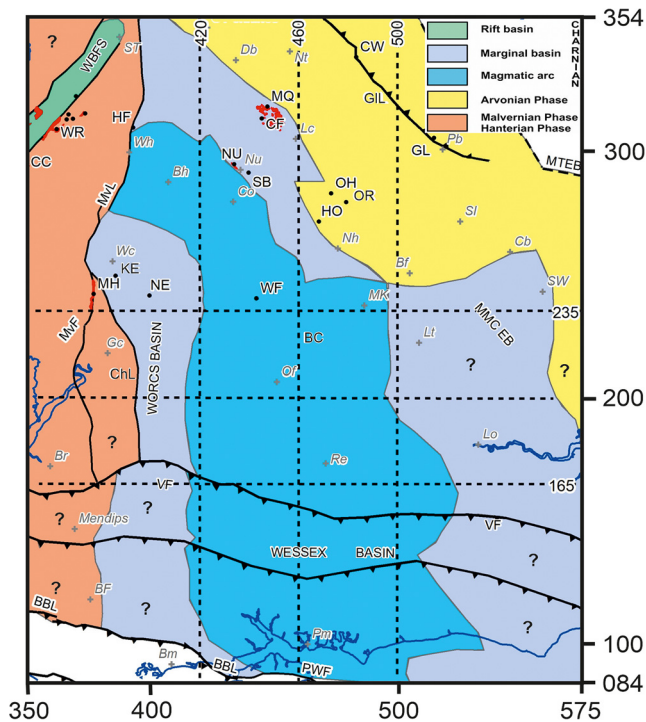 354
300
200
100
084
350
400
500
575
420
460
500
235
165
Rift basin
Marginal basin
Magmatic arc
Arvonian Phase
Malvernian Phase
Hanterian Phase
CHARNIAN
?
WBFS
ST
Db
Nt
CW
GIL
MQ
CF
WR
HF
Lc
GL
Pb
MTEB
CC
Wh
NU
Nu
SB
Bh
Co
OH
OR
HO
SI
MvL
Nh
Bf
Cb
Wc
KE
MH
NE
WF
MK
SW
MvF
WORCS BASIN
BC
Lt
MMC EB
Gc
ChL
Of
?
?
?
Lo
Br
Re
VF
VF
Mendips
?
?
WESSEX BASIN
?
?
BF
?
?
BBL
Pm
Bm
BBL
PWF